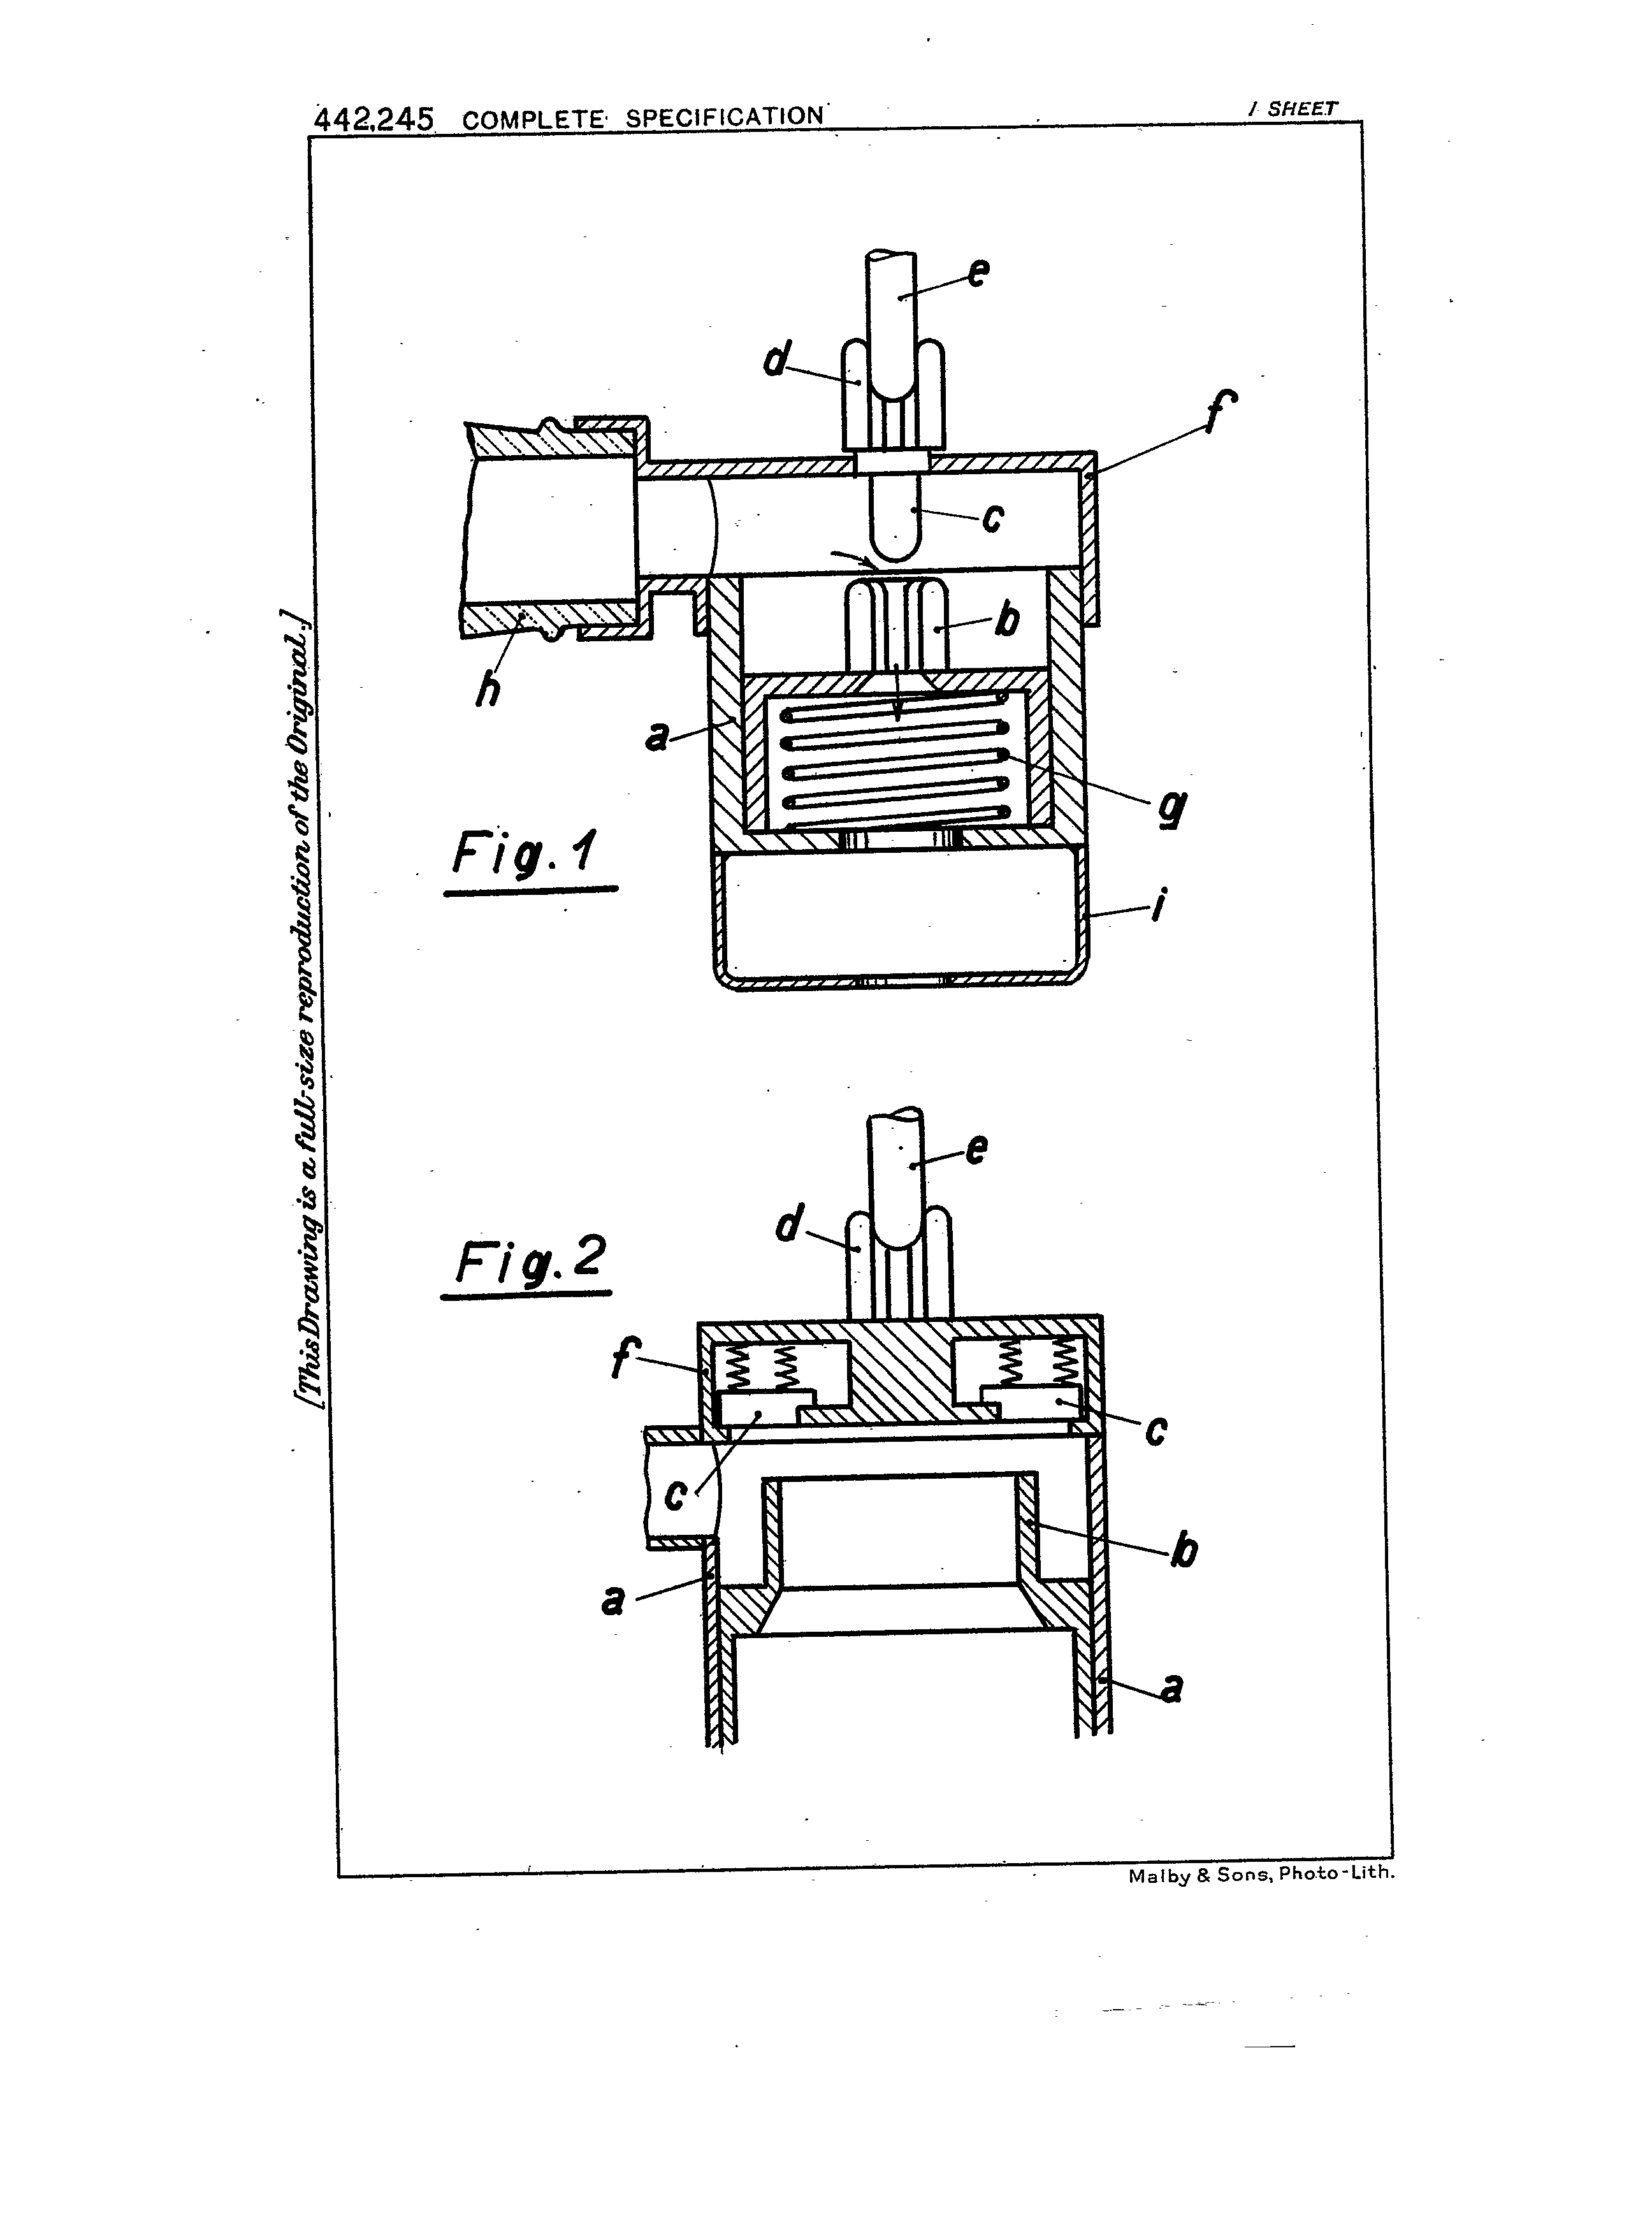 442,245 COMPLETE SPECIFICATION
1 SHEET
[This Drawing is a full-size reproduction of the Original.]
e
d
f
c
b
h
a
g
Fig. 1
i
e
d
Fig. 2
f
c
c
b
a
a
Malby & Sons, Photo-Lith.